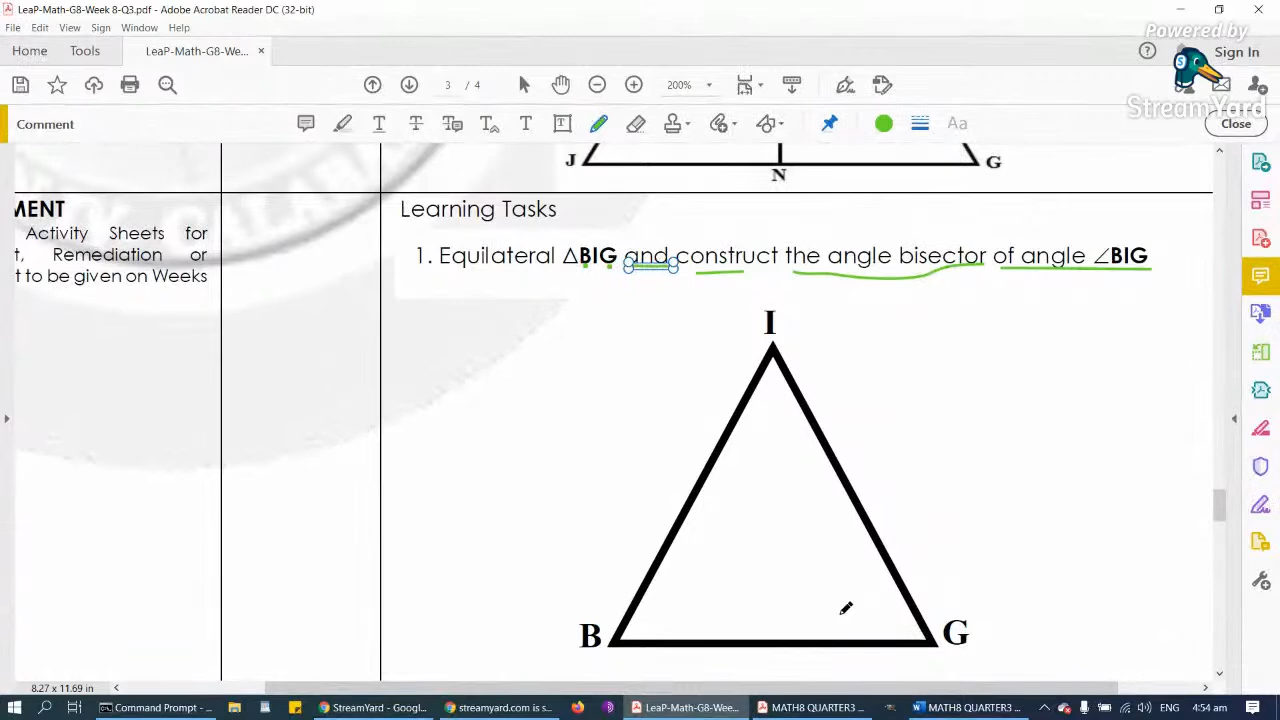 LeaP-Math-G8-Week 8-Q3.pdf - Adobe Acrobat Reader DC (32-bit)
File Edit View Sign Window Help
Powered by
StreamYard
Home Tools LeaP-Math-G8-We... Sign In
3 / 200%
Comment Close
J N G
MENT
Activity Sheets for
t, Remediation or
t to be given on Weeks
Learning Tasks
1. Equilateral △BIG and construct the angle bisector of angle ∠BIG
I
B G
8.27 x 11.69 in
Command Prompt - ... StreamYard - Googl... streamyard.com is s... LeaP-Math-G8-We... MATH8 QUARTER3 ... MATH8 QUARTER3 ... 4:54 am